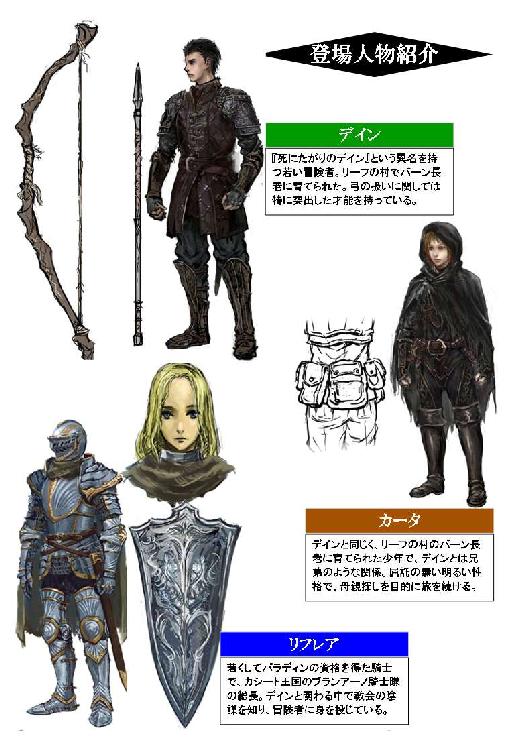 登場人物紹介
デイン
『死にたがりのデイン』という異名を持
つ若い冒険者。リーフの村でバーン長
老に育てられた。弓の扱いに関しては
特に突出した才能を持っている。
カータ
デインと同じく、リーフの村のバーン長
老に育てられた少年で、デインとは兄
弟のような関係。屈託の無い明るい性
格で、母親探しを目的に旅を続ける。
リフレア
若くしてパラディンの資格を得た騎士
で、カシート王国のブランアーノ騎士隊
の総長。デインと関わる中で教会の陰
謀を知り、冒険者に身を投じている。